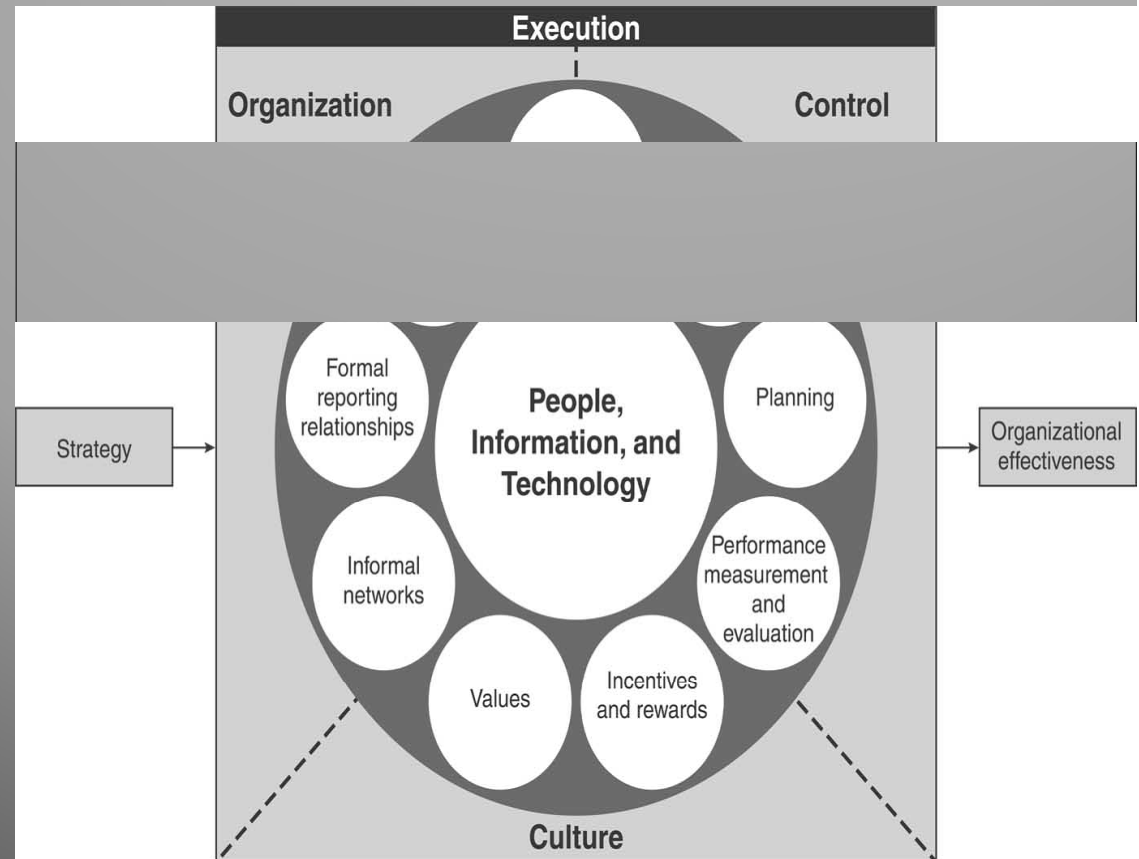 Execution
Organization
Control
Formal
reporting
relationships
People,
Information, and
Technology
Planning
Strategy
Organizational
effectiveness
Informal
networks
Performance
measurement
and
evaluation
Values
Incentives
and rewards
Culture